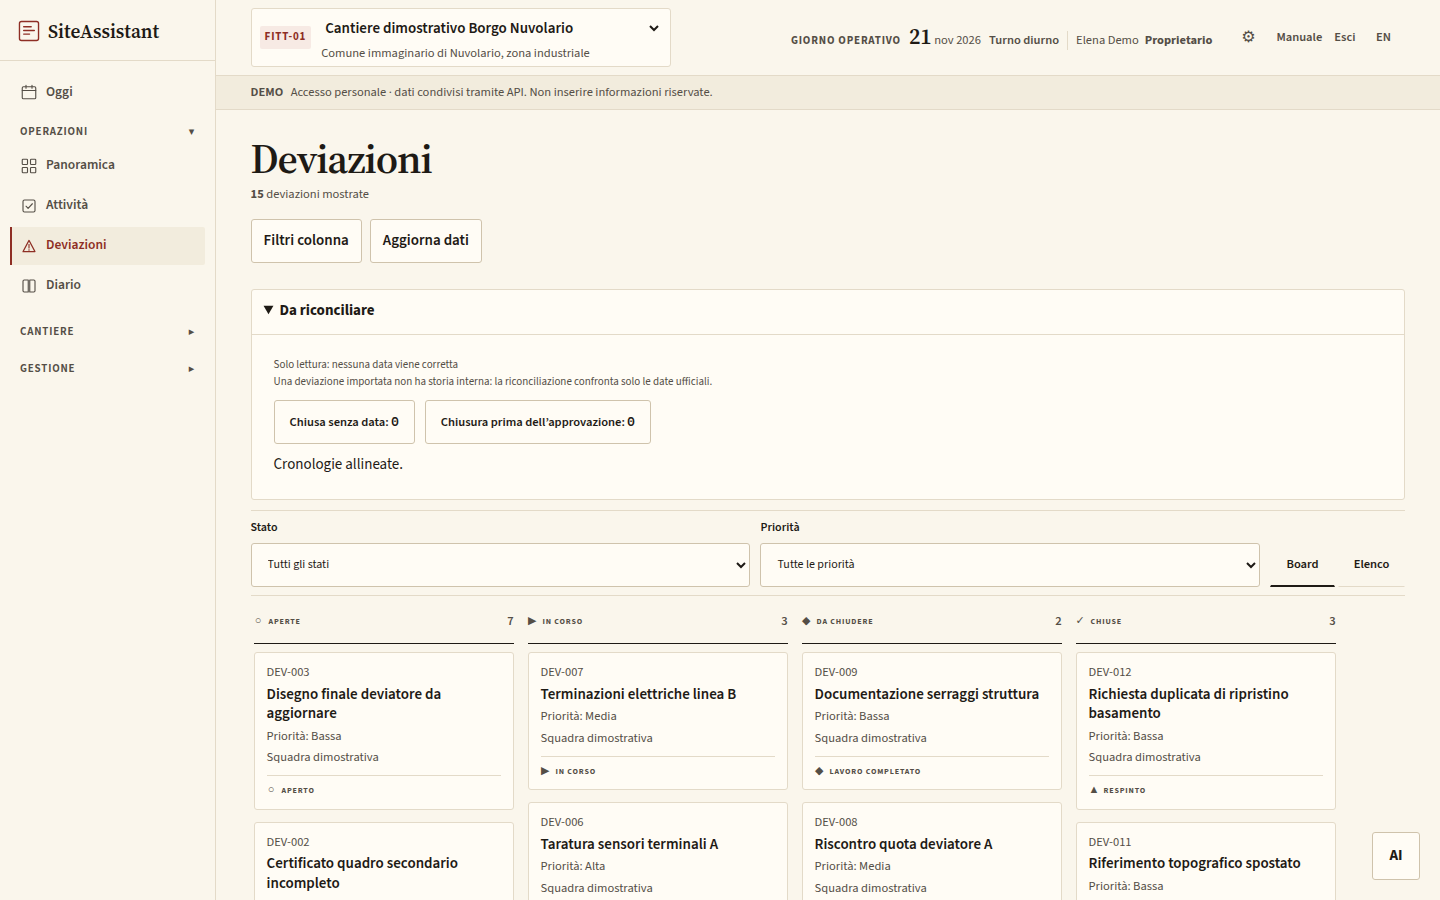 SiteAssistant
FITT-01
Cantiere dimostrativo Borgo Nuvolario
Comune immaginario di Nuvolario, zona industriale
GIORNO OPERATIVO 21 nov 2026 Turno diurno Elena Demo Proprietario
Manuale Esci EN
DEMO Accesso personale · dati condivisi tramite API. Non inserire informazioni riservate.
Oggi
OPERAZIONI
Panoramica
Attività
Deviazioni
Diario
CANTIERE
GESTIONE
Deviazioni
15 deviazioni mostrate
Filtri colonna
Aggiorna dati
Da riconciliare
Solo lettura: nessuna data viene corretta
Una deviazione importata non ha storia interna: la riconciliazione confronta solo le date ufficiali.
Chiusa senza data: 0
Chiusura prima dell’approvazione: 0
Cronologie allineate.
Stato
Tutti gli stati
Priorità
Tutte le priorità
Board
Elenco
APERTE 7
DEV-003
Disegno finale deviatore da
aggiornare
Priorità: Bassa
Squadra dimostrativa
APERTO
DEV-002
Certificato quadro secondario
incompleto
IN CORSO 3
DEV-007
Terminazioni elettriche linea B
Priorità: Media
Squadra dimostrativa
IN CORSO
DEV-006
Taratura sensori terminali A
Priorità: Alta
Squadra dimostrativa
DA CHIUDERE 2
DEV-009
Documentazione serraggi struttura
Priorità: Bassa
Squadra dimostrativa
LAVORO COMPLETATO
DEV-008
Riscontro quota deviatore A
Priorità: Media
Squadra dimostrativa
CHIUSE 3
DEV-012
Richiesta duplicata di ripristino
basamento
Priorità: Bassa
Squadra dimostrativa
RESPINTO
DEV-011
Riferimento topografico spostato
Priorità: Bassa
AI